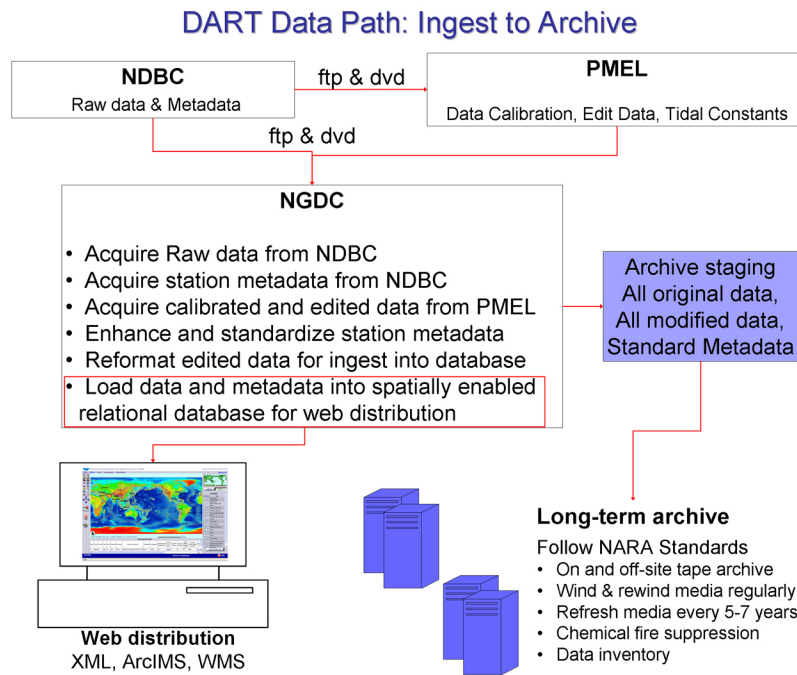 DART Data Path: Ingest to Archive
NDBC
Raw data & Metadata
ftp & dvd
PMEL
Data Calibration, Edit Data, Tidal Constants
ftp & dvd
NGDC
• Acquire Raw data from NDBC
• Acquire station metadata from NDBC
• Acquire calibrated and edited data from PMEL
• Enhance and standardize station metadata
• Reformat edited data for ingest into database
• Load data and metadata into spatially enabled
relational database for web distribution
Archive staging
All original data,
All modified data,
Standard Metadata
Web distribution
XML, ArcIMS, WMS
Long-term archive
Follow NARA Standards
• On and off-site tape archive
• Wind & rewind media regularly
• Refresh media every 5-7 years
• Chemical fire suppression
• Data inventory